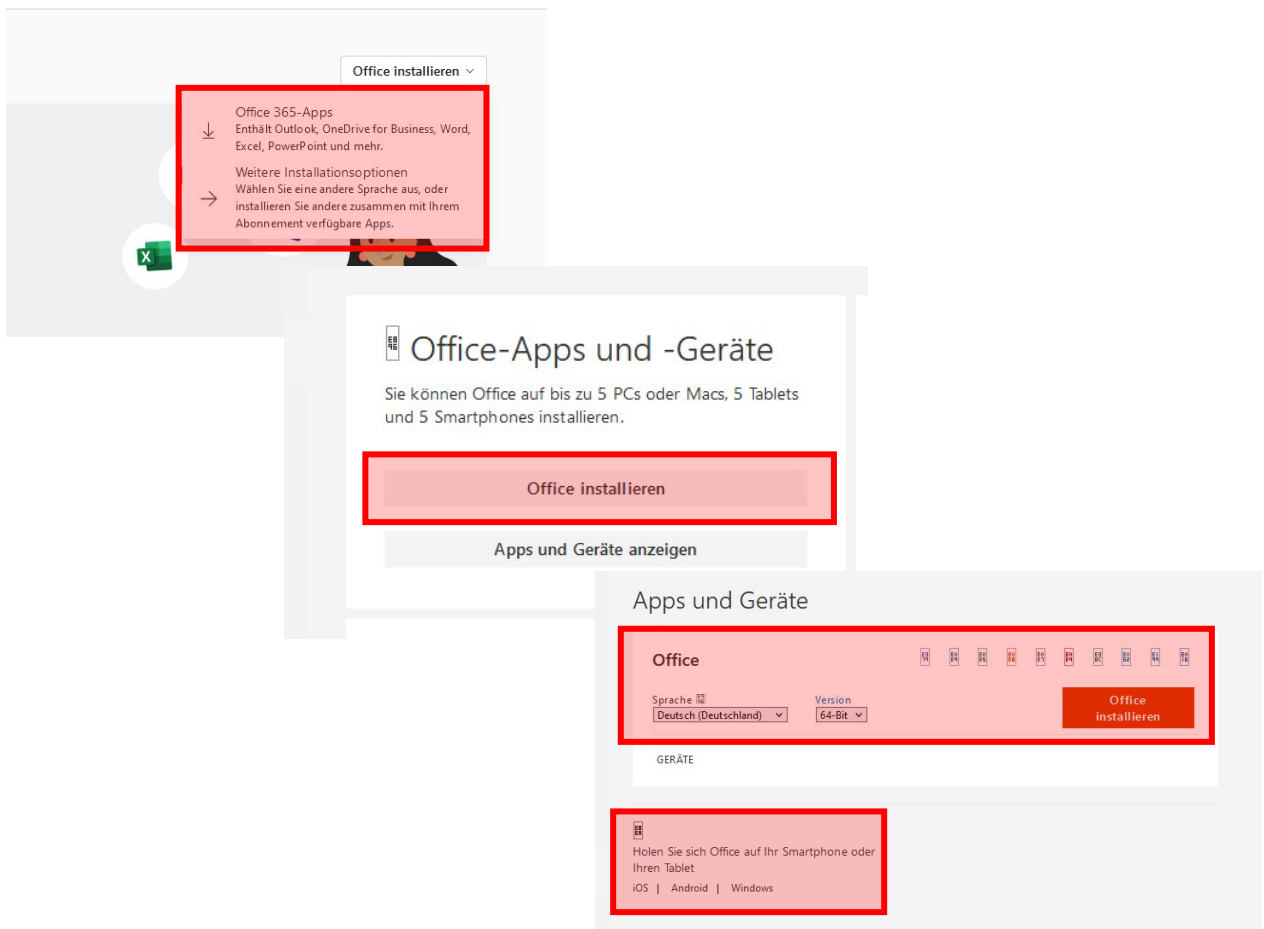 Office installieren
Office 365-Apps
Enthält Outlook, OneDrive for Business, Word,
Excel, PowerPoint und mehr.
Weitere Installationsoptionen
Wählen Sie eine andere Sprache aus, oder
installieren Sie andere zusammen mit Ihrem
Abonnement verfügbare Apps.
Office-Apps und -Geräte
Sie können Office auf bis zu 5 PCs oder Macs, 5 Tablets
und 5 Smartphones installieren.
Office installieren
Apps und Geräte anzeigen
Apps und Geräte
Office
Sprache
Version
Deutsch (Deutschland)
64-Bit
Office
installieren
GERÄTE
Holen Sie sich Office auf Ihr Smartphone oder
Ihren Tablet
iOS | Android | Windows